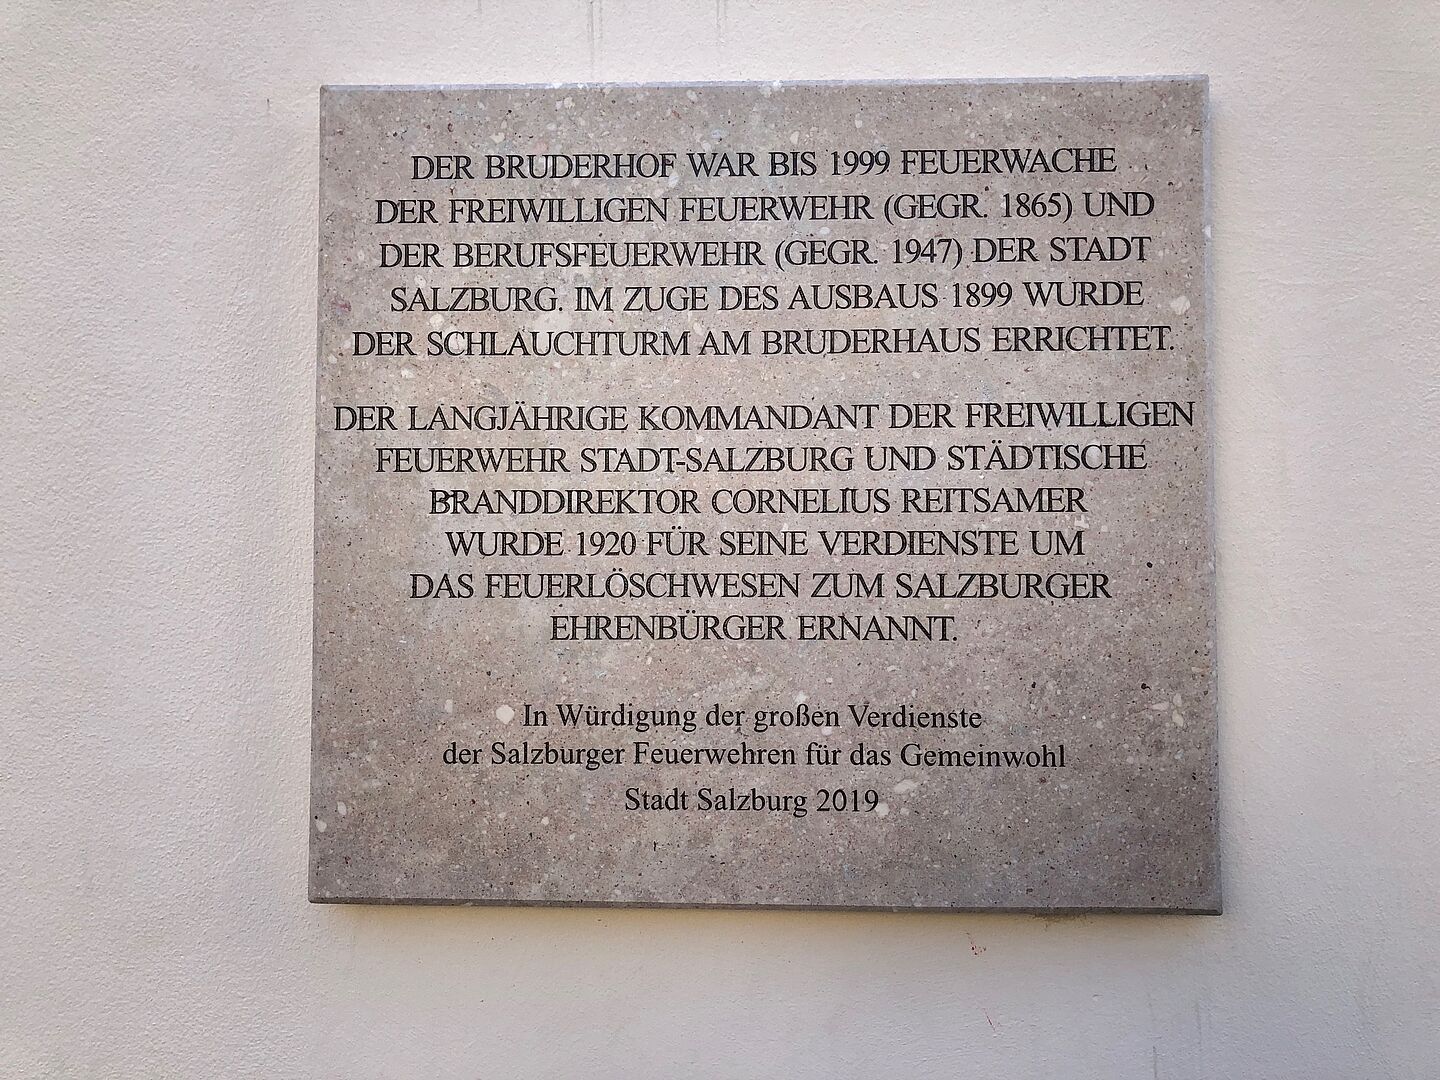 DER BRUDERHOF WAR BIS 1999 FEUERWACHE
DER FREIWILLIGEN FEUERWEHR (GEGR. 1865) UND
DER BERUFSFEUERWEHR (GEGR. 1947) DER STADT
SALZBURG. IM ZUGE DES AUSBAUS 1899 WURDE
DER SCHLAUCHTURM AM BRUDERHAUS ERRICHTET.
DER LANGJÄHRIGE KOMMANDANT DER FREIWILLIGEN
FEUERWEHR STADT-SALZBURG UND STÄDTISCHE
BRANDDIREKTOR CORNELIUS REITSAMER
WURDE 1920 FÜR SEINE VERDIENSTE UM
DAS FEUERLÖSCHWESEN ZUM SALZBURGER
EHRENBÜRGER ERNANNT.
In Würdigung der großen Verdienste
der Salzburger Feuerwehren für das Gemeinwohl
Stadt Salzburg 2019